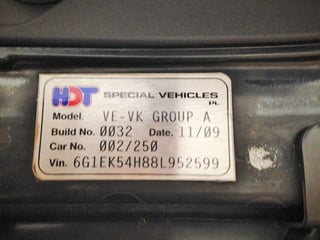 HDT SPECIAL VEHICLES
PL
Model. VE-VK GROUP A
Build No. 0032 Date. 11/09
Car No. 002/250
Vin. 6G1EK54H88L952599